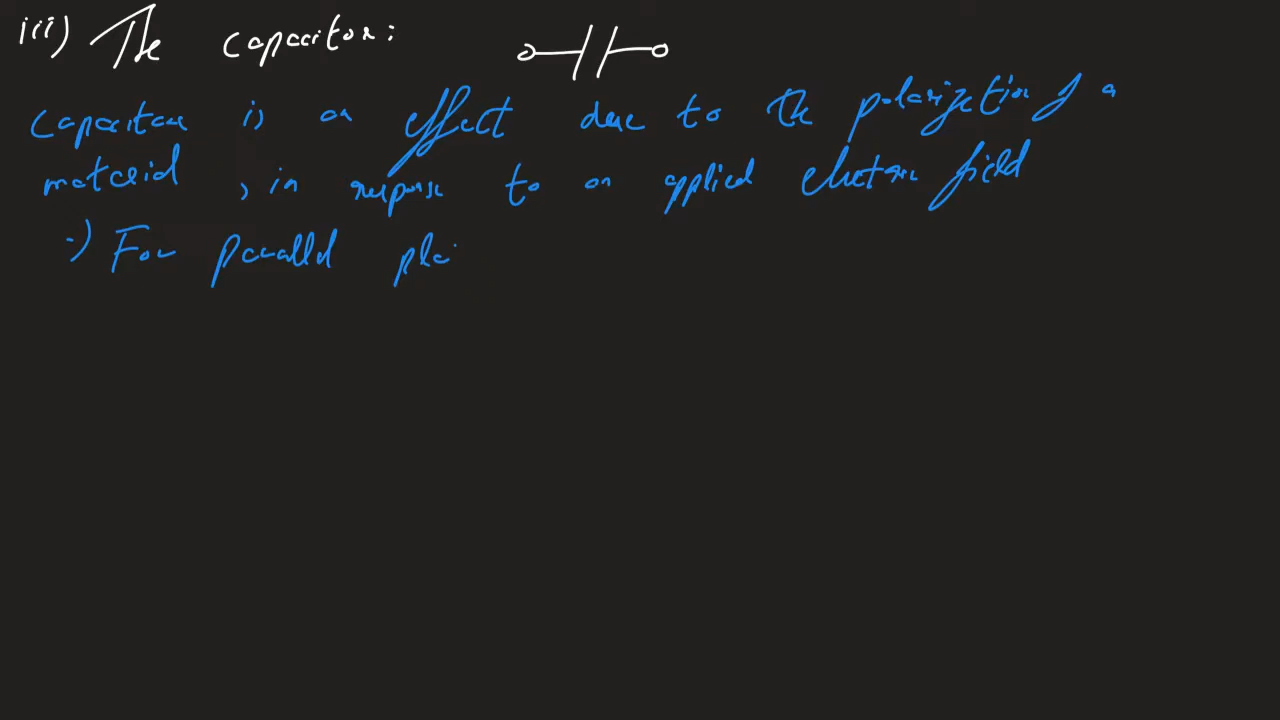 iii) The capacitor:
Capacitance is an effect due to the polarization of a
material, in response to an applied electric field
·) For parallel pla